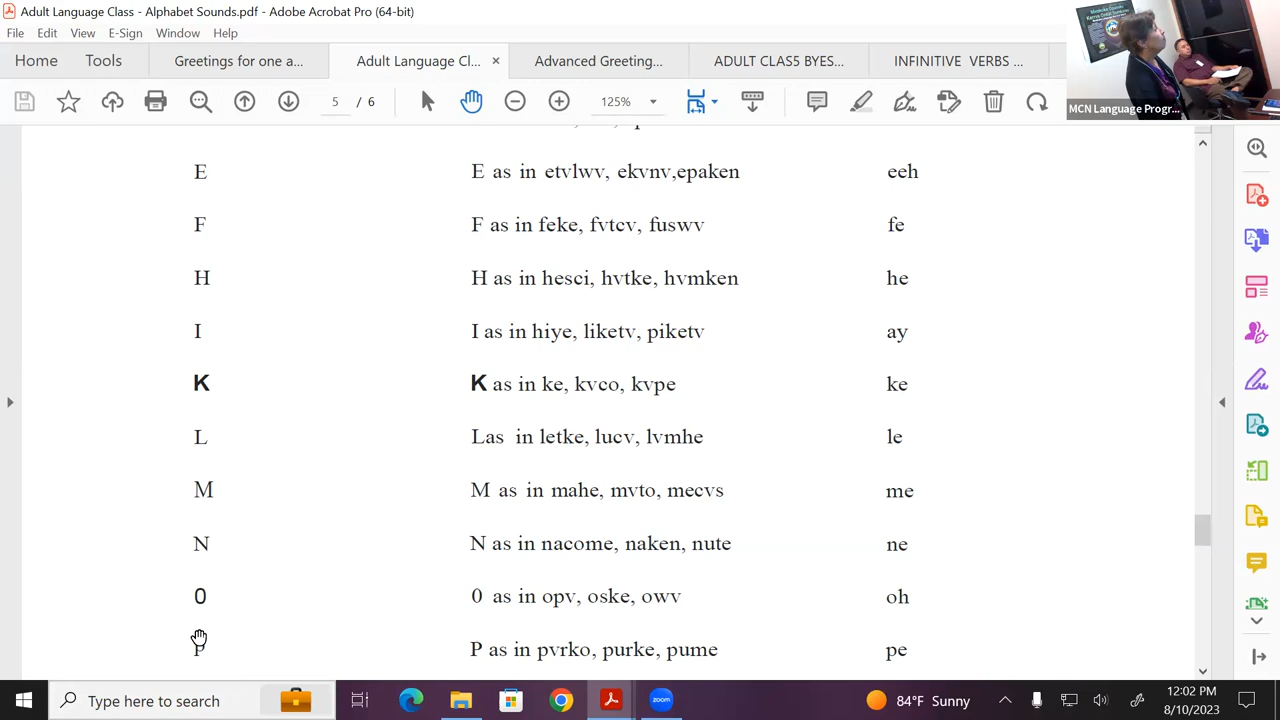 Adult Language Class - Alphabet Sounds.pdf - Adobe Acrobat Pro (64-bit)
File Edit View E-Sign Window Help
Home Tools Greetings for one a... Adult Language Cl... × Advanced Greeting... ADULT CLAS5 BYES... INFINITIVE VERBS ...
5 / 6 125%
MCN Language Progr...
E E as in etvlwv, ekvnv,epaken eeh
F F as in feke, fvtcv, fuswv fe
H H as in hesci, hvtke, hvmken he
I I as in hiye, liketv, piketv ay
K K as in ke, kvco, kvpe ke
L Las in letke, lucv, lvmhe le
M M as in mahe, mvto, mecvs me
N N as in nacome, naken, nute ne
0 0 as in opv, oske, owv oh
P P as in pvrko, purke, pume pe
Type here to search zoom 84°F Sunny 12:02 PM
8/10/2023